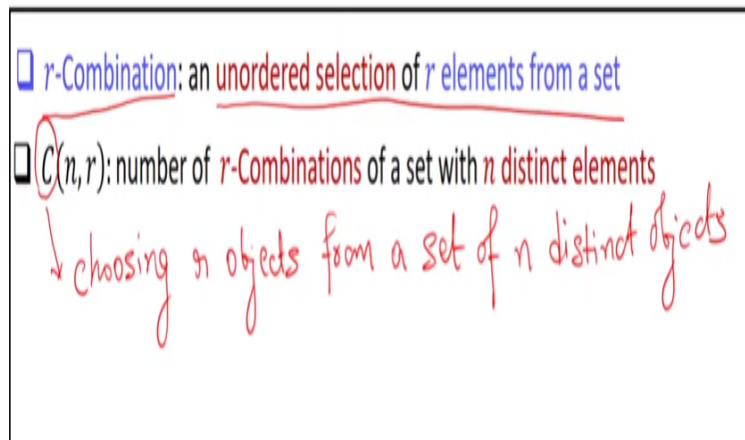 r-Combination: an unordered selection of r elements from a set
C(n, r): number of r-Combinations of a set with n distinct elements
choosing r objects from a set of n distinct objects